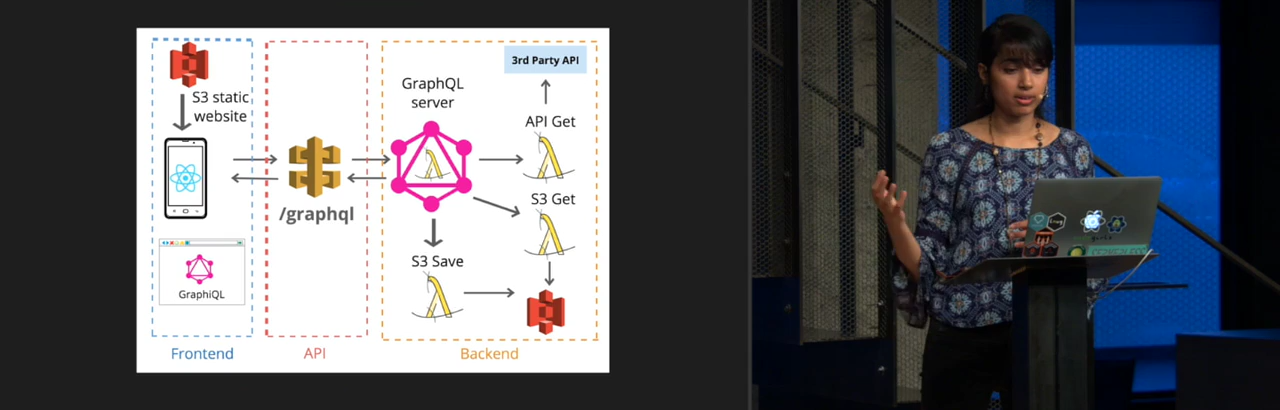 3rd Party API
GraphQL
server
S3 static
website
API Get
/graphql
S3 Get
S3 Save
GraphiQL
Frontend
API
Backend